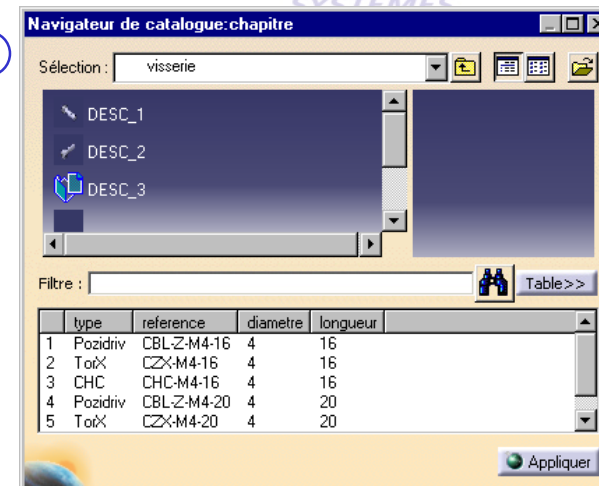 SYSTEMES
Navigateur de catalogue:chapitre
Sélection : visserie
DESC_1
DESC_2
DESC_3
Filtre : Table>>
type reference diametre longueur
1 Pozidriv CBL-Z-M4-16 4 16
2 TorX CZX-M4-16 4 16
3 CHC CHC-M4-16 4 16
4 Pozidriv CBL-Z-M4-20 4 20
5 TorX CZX-M4-20 4 20
Appliquer